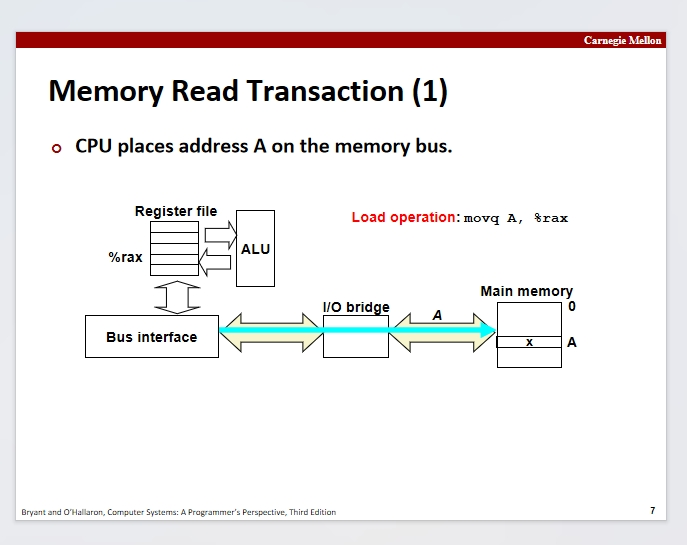 Carnegie Mellon
Memory Read Transaction (1)
CPU places address A on the memory bus.
Register file
Load operation: movq A, %rax
ALU
%rax
Main memory
I/O bridge
0
A
Bus interface
x
A
Bryant and O'Hallaron, Computer Systems: A Programmer's Perspective, Third Edition
7